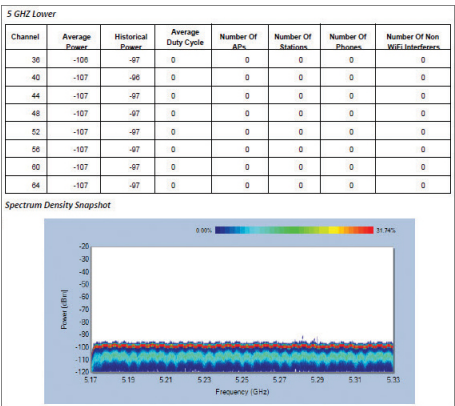 5 GHZ Lower
Channel Average Power Historical Power Average Duty Cycle Number Of APs Number Of Stations Number Of Phones Number Of Non WiFi Interferers
36 -106 -97 0 0 0 0 0
40 -107 -96 0 0 0 0 0
44 -107 -97 0 0 0 0 0
48 -107 -97 0 0 0 0 0
52 -107 -97 0 0 0 0 0
56 -107 -97 0 0 0 0 0
60 -107 -97 0 0 0 0 0
64 -107 -97 0 0 0 0 0
Spectrum Density Snapshot
0.00% 31.74%
Power [dBm]
-20
-30
-40
-50
-60
-70
-80
-90
-100
-110
-120
5.17 5.19 5.21 5.23 5.25 5.27 5.29 5.31 5.33
Frequency (GHz)